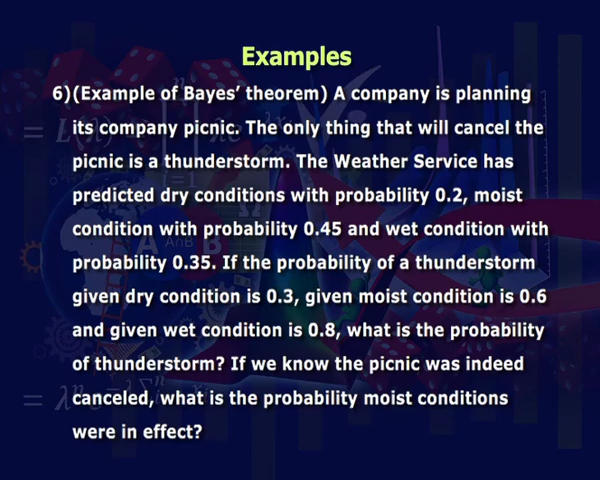 Examples
6)(Example of Bayes' theorem) A company is planning
its company picnic. The only thing that will cancel the
picnic is a thunderstorm. The Weather Service has
predicted dry conditions with probability 0.2, moist
condition with probability 0.45 and wet condition with
probability 0.35. If the probability of a thunderstorm
given dry condition is 0.3, given moist condition is 0.6
and given wet condition is 0.8, what is the probability
of thunderstorm? If we know the picnic was indeed
canceled, what is the probability moist conditions
were in effect?